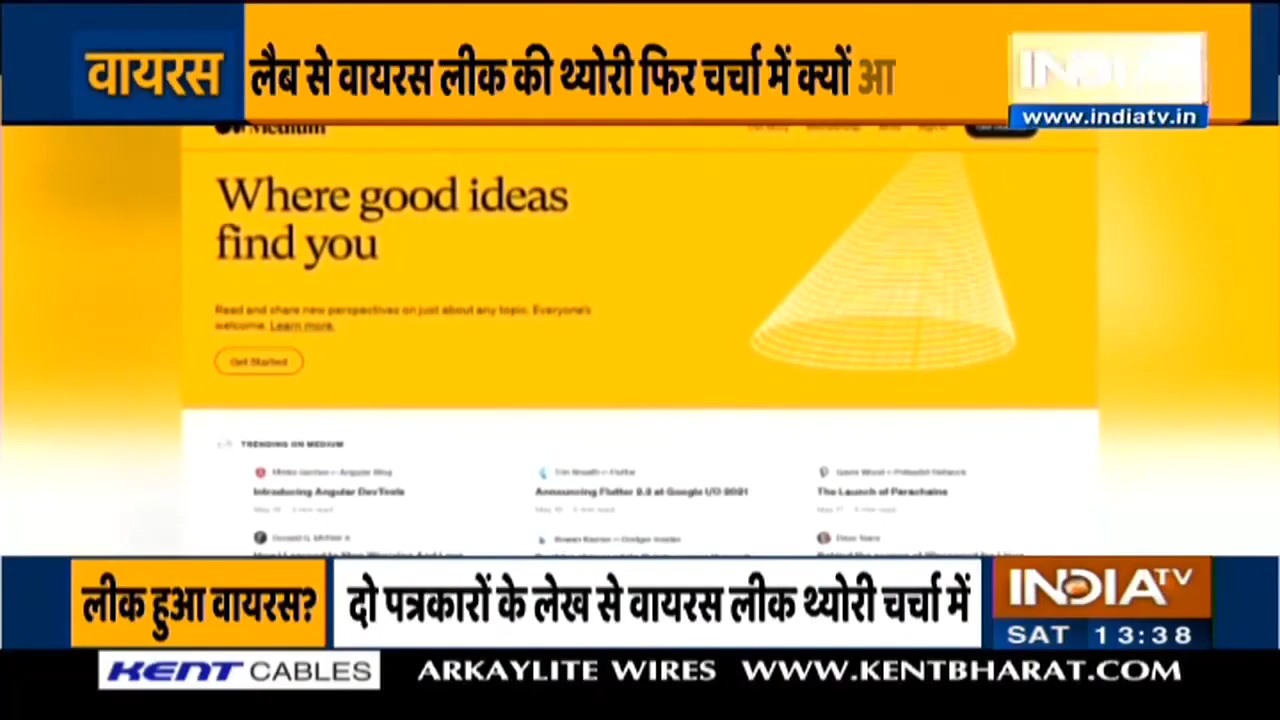 वायरस
लैब से वायरस लीक की थ्योरी फिर चर्चा में क्यों आ
INDIA
www.indiatv.in
Medium
Where good ideas
find you
Read and share new perspectives on just about any topic. Everyone's
welcome. Learn more.
Get Started
TRENDING ON MEDIUM
Angular Blog
Introducing Angular DevTools
Flutter
Announcing Flutter 2.2 at Google I/O 2021
The Launch of Parachains
लीक हुआ वायरस?
दो पत्रकारों के लेख से वायरस लीक थ्योरी चर्चा में
INDIA TV
SAT 13:38
KENT CABLES ARKAYLITE WIRES WWW.KENTBHARAT.COM